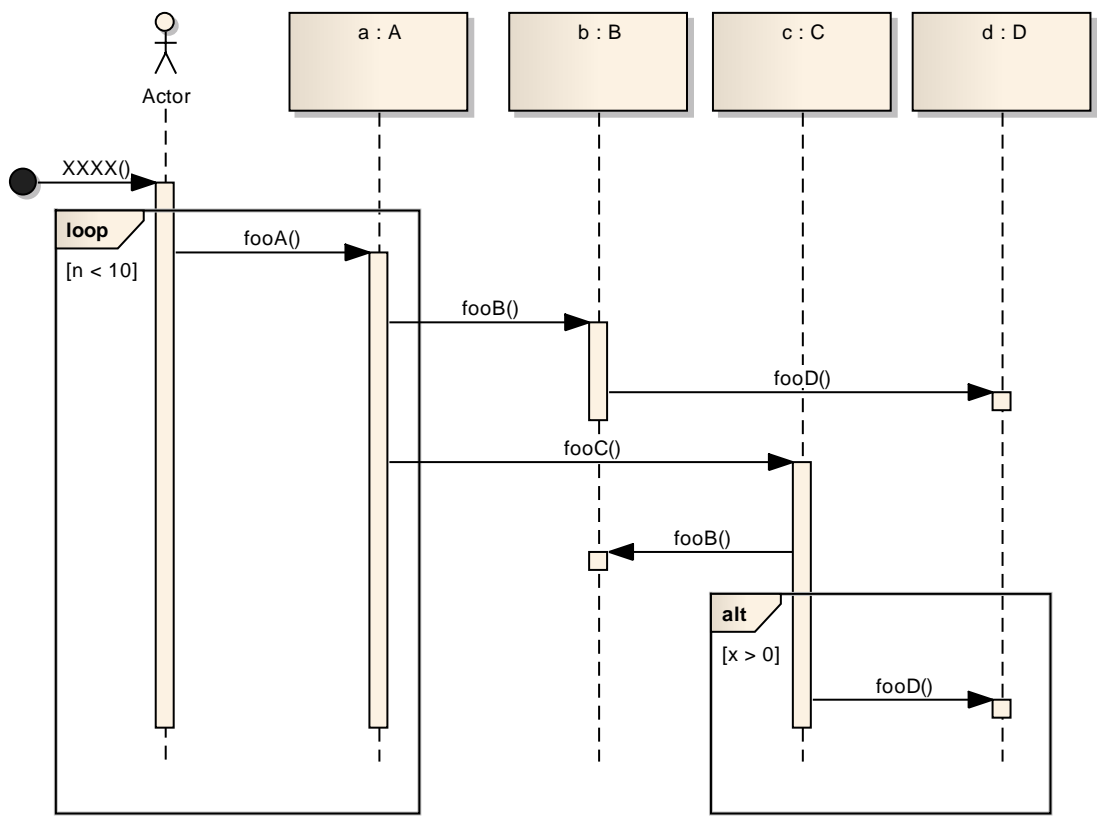 a : A
b : B
c : C
d : D
Actor
XXXX()
loop
fooA()
[n < 10]
fooB()
fooD()
fooC()
fooB()
alt
[x > 0]
fooD()